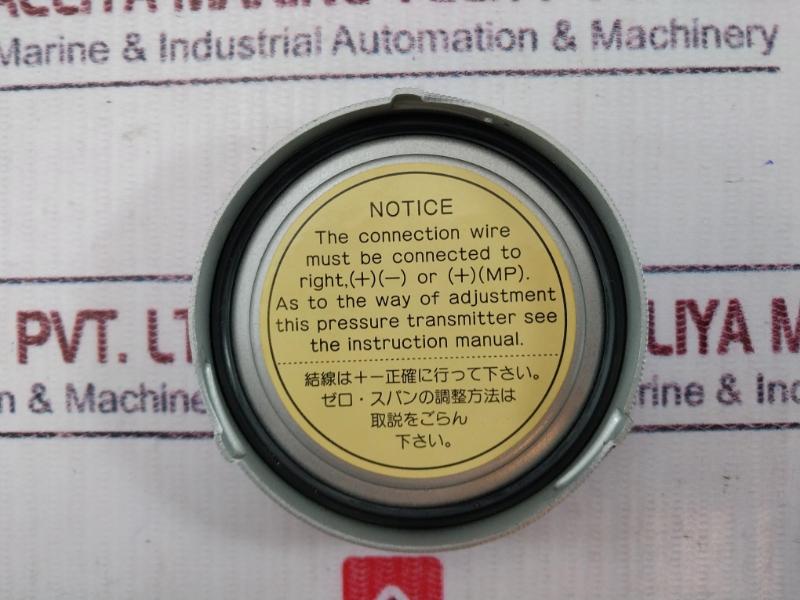 Marine & Industrial Automation & Machinery
NOTICE
The connection wire
must be connected to
right,(+)(−) or (+)(MP).
As to the way of adjustment
this pressure transmitter see
the instruction manual.
結線は＋−正確に行って下さい。
ゼロ・スパンの調整方法は
取説をごらん
下さい。
PVT.
LIYA M
& Machine
& Ind